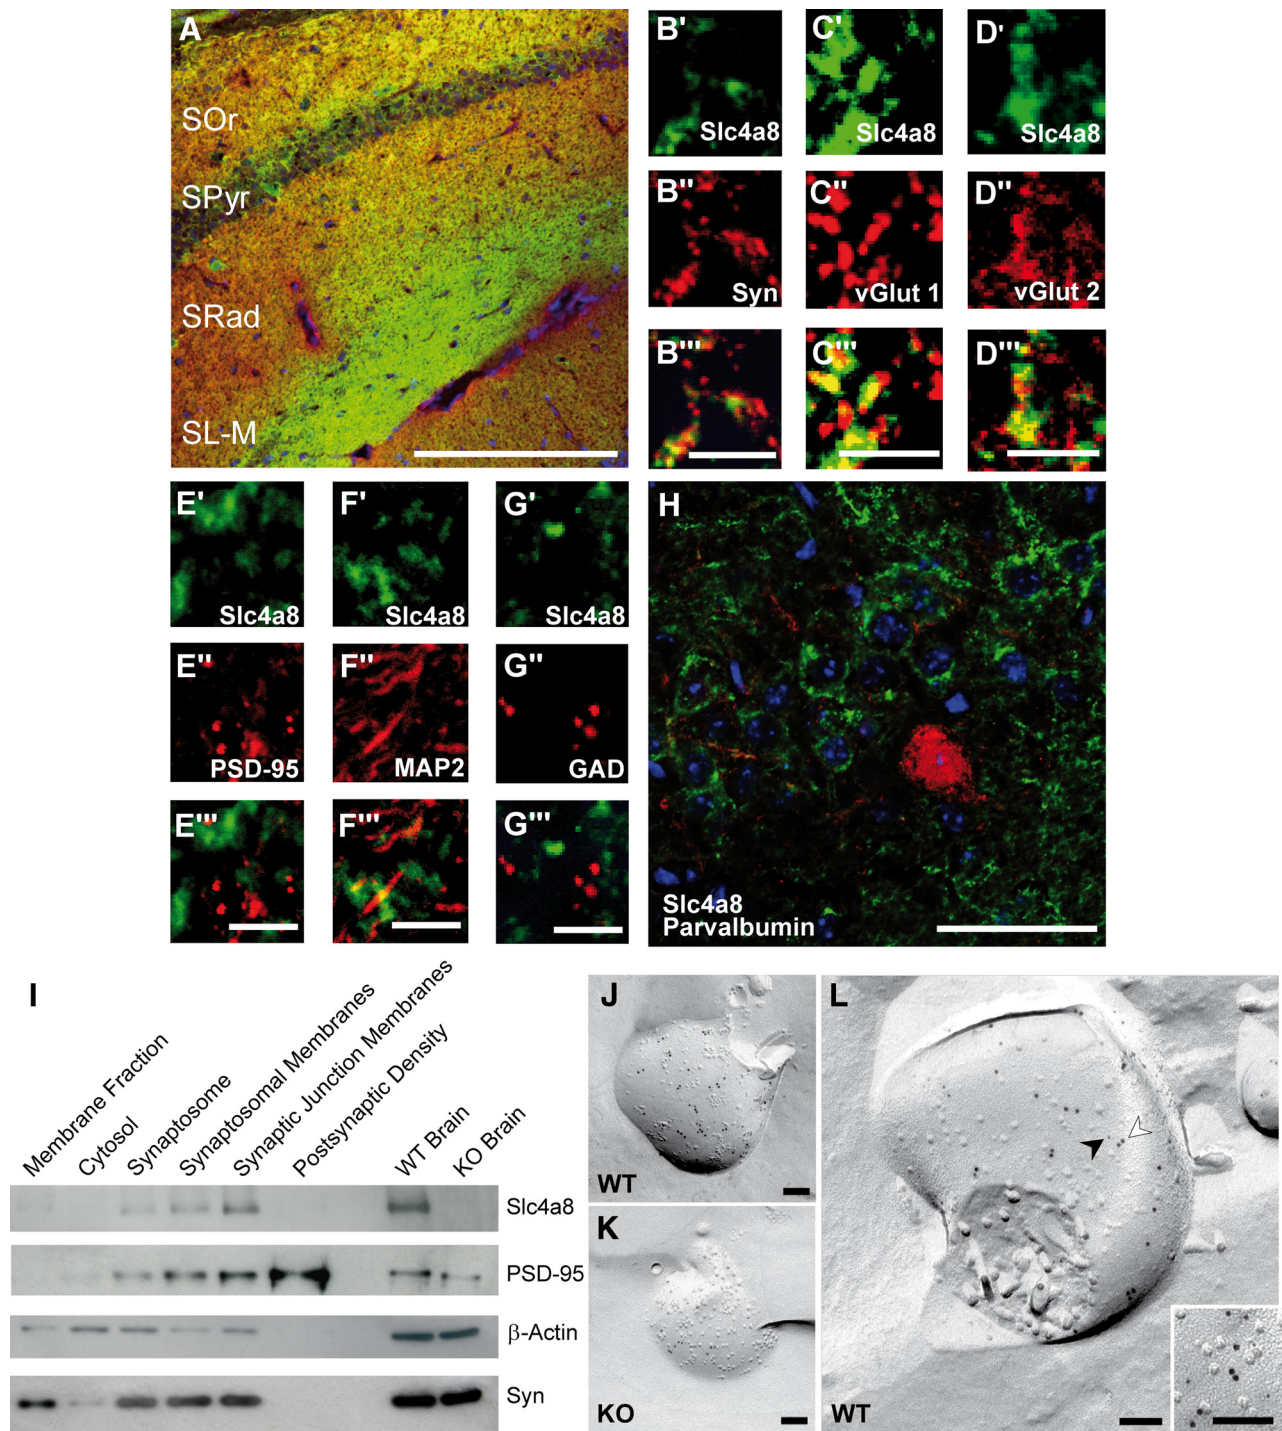 A
SOr
SPyr
SRad
SL-M
B'
Slc4a8
C'
Slc4a8
D'
Slc4a8
B''
Syn
C''
vGlut 1
D''
vGlut 2
B'''
C'''
D'''
E'
Slc4a8
F'
Slc4a8
G'
Slc4a8
E''
PSD-95
F''
MAP2
G''
GAD
E'''
F'''
G'''
H
Slc4a8
Parvalbumin
I
Membrane Fraction
Cytosol
Synaptosome
Synaptosomal Membranes
Synaptic Junction Membranes
Postsynaptic Density
WT Brain
KO Brain
Slc4a8
PSD-95
β-Actin
Syn
J
WT
K
KO
L
WT